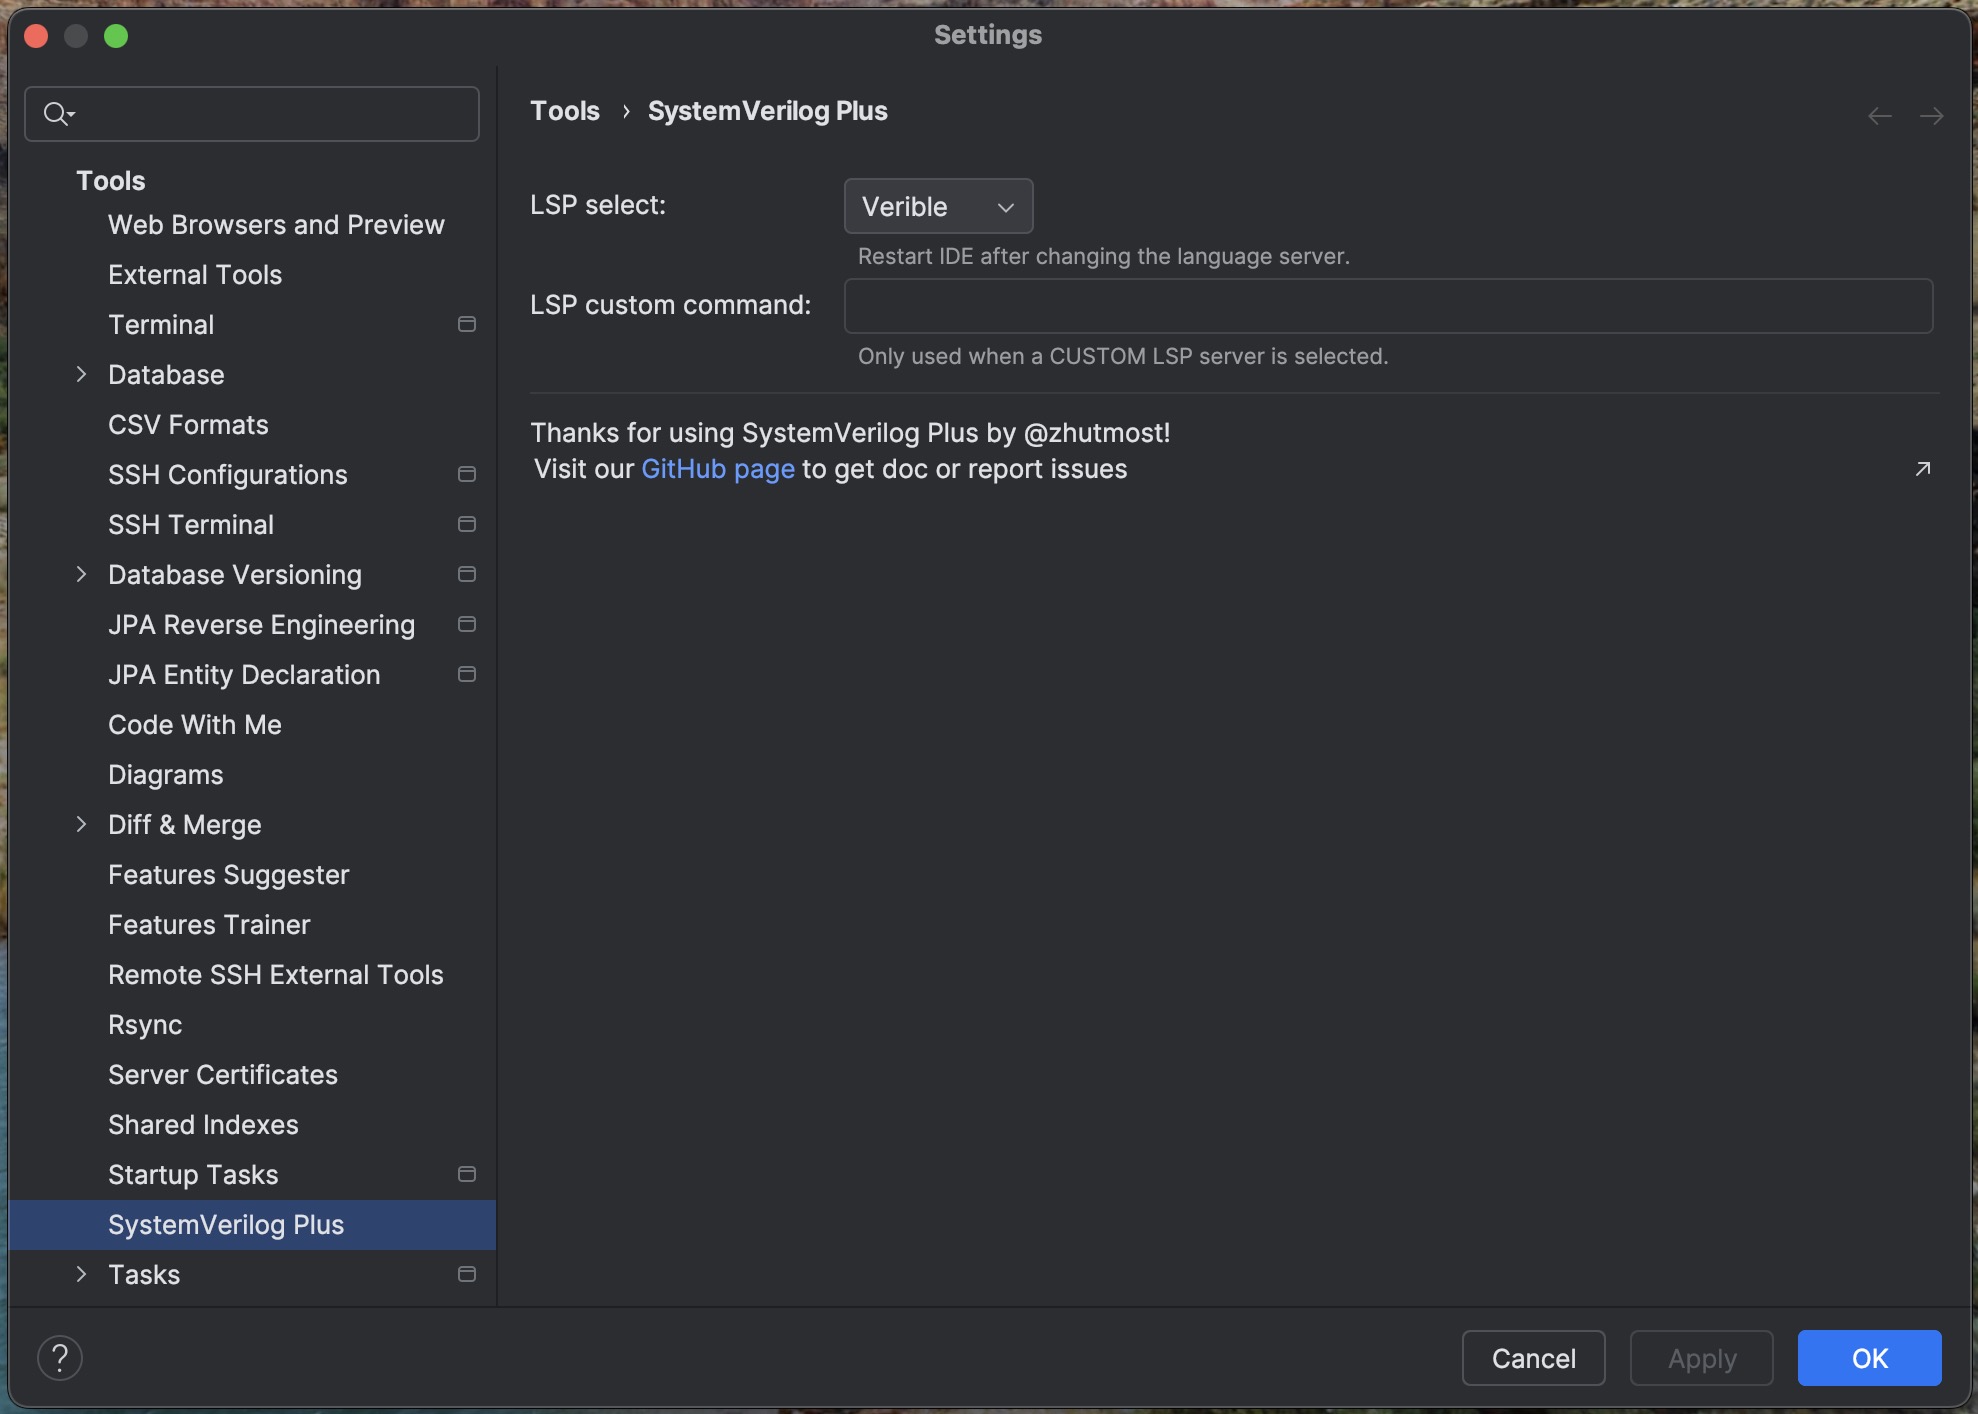 Settings
Tools › SystemVerilog Plus
Tools
Web Browsers and Preview
External Tools
Terminal
Database
CSV Formats
SSH Configurations
SSH Terminal
Database Versioning
JPA Reverse Engineering
JPA Entity Declaration
Code With Me
Diagrams
Diff & Merge
Features Suggester
Features Trainer
Remote SSH External Tools
Rsync
Server Certificates
Shared Indexes
Startup Tasks
SystemVerilog Plus
Tasks
LSP select: Verible
Restart IDE after changing the language server.
LSP custom command:
Only used when a CUSTOM LSP server is selected.
Thanks for using SystemVerilog Plus by @zhutmost!
Visit our GitHub page to get doc or report issues
?
Cancel
Apply
OK